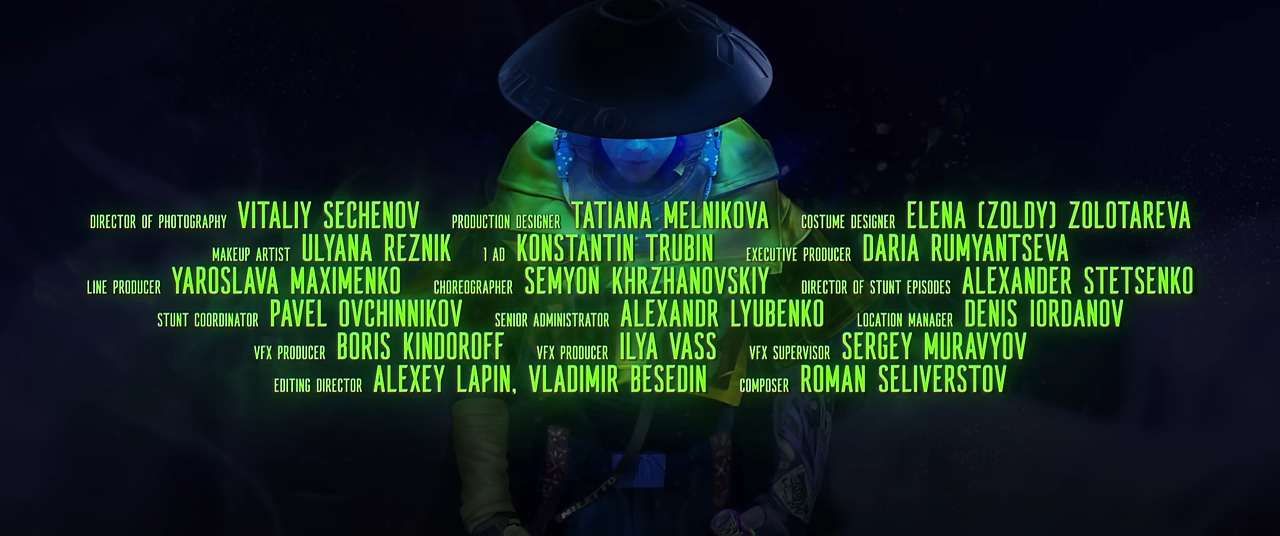 NILETTO
DIRECTOR OF PHOTOGRAPHY VITALIY SECHENOV PRODUCTION DESIGNER TATIANA MELNIKOVA COSTUME DESIGNER ELENA (ZOLDY) ZOLOTAREVA
MAKEUP ARTIST ULYANA REZNIK 1 AD KONSTANTIN TRUBIN EXECUTIVE PRODUCER DARIA RUMYANTSEVA
LINE PRODUCER YAROSLAVA MAXIMENKO CHOREOGRAPHER SEMYON KHRZHANOVSKIY DIRECTOR OF STUNT EPISODES ALEXANDER STETSENKO
STUNT COORDINATOR PAVEL OVCHINNIKOV SENIOR ADMINISTRATOR ALEXANDR LYUBENKO LOCATION MANAGER DENIS IORDANOV
VFX PRODUCER BORIS KINDOROFF VFX PRODUCER ILYA VASS VFX SUPERVISOR SERGEY MURAVYOV
EDITING DIRECTOR ALEXEY LAPIN, VLADIMIR BESEDIN COMPOSER ROMAN SELIVERSTOV
NILETTO